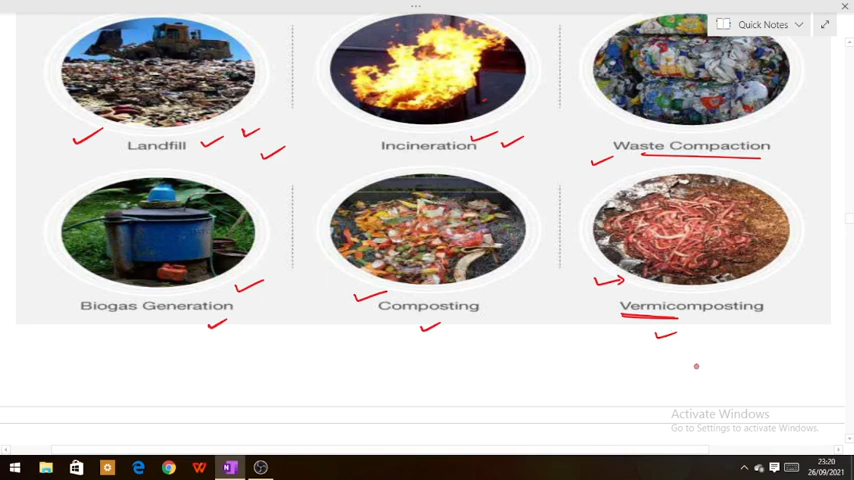 Quick Notes
Landfill
Incineration
Waste Compaction
Biogas Generation
Composting
Vermicomposting
Activate Windows
Go to Settings to activate Windows.
23:20
26/09/2021